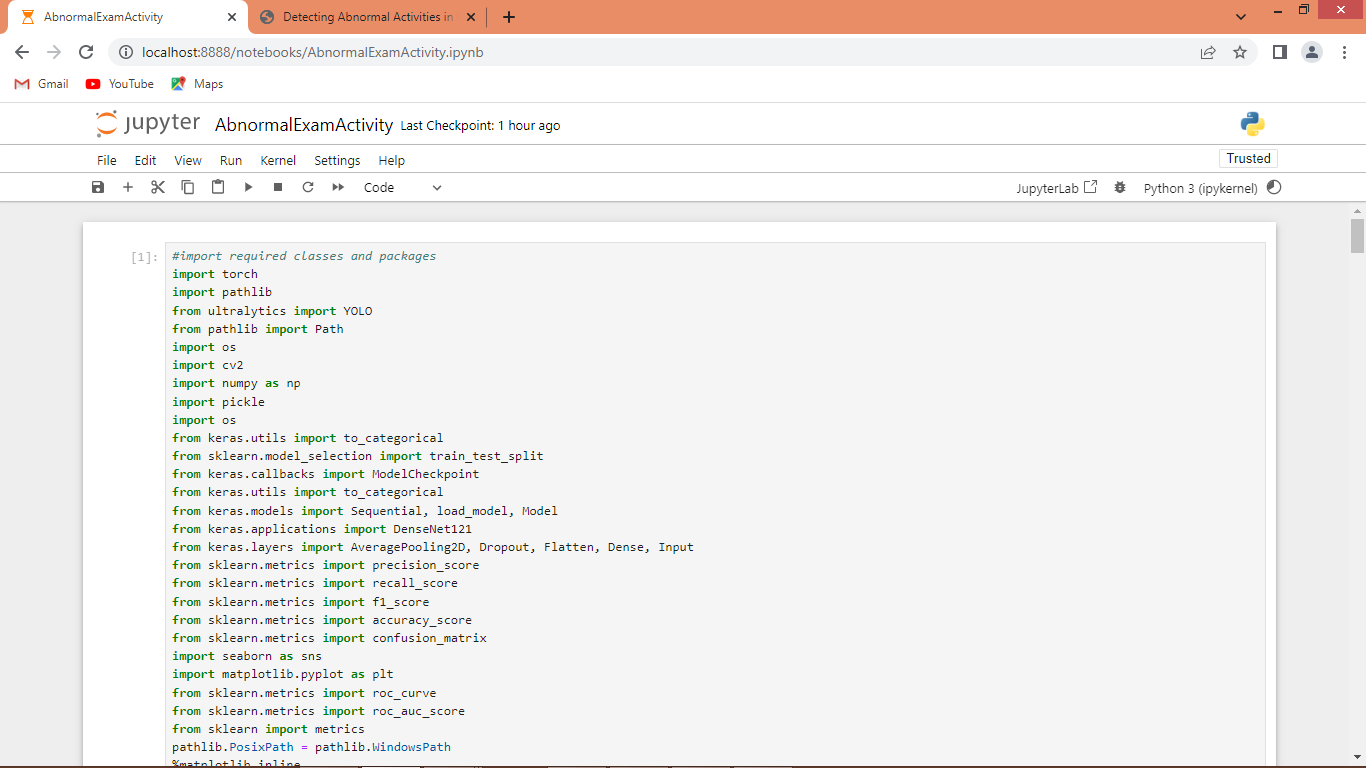 AbnormalExamActivity
Detecting Abnormal Activities in
localhost:8888/notebooks/AbnormalExamActivity.ipynb
Gmail YouTube Maps
jupyter AbnormalExamActivity Last Checkpoint: 1 hour ago
File Edit View Run Kernel Settings Help
Trusted
Code
JupyterLab Python 3 (ipykernel)
[1]: #import required classes and packages
import torch
import pathlib
from ultralytics import YOLO
from pathlib import Path
import os
import cv2
import numpy as np
import pickle
import os
from keras.utils import to_categorical
from sklearn.model_selection import train_test_split
from keras.callbacks import ModelCheckpoint
from keras.utils import to_categorical
from keras.models import Sequential, load_model, Model
from keras.applications import DenseNet121
from keras.layers import AveragePooling2D, Dropout, Flatten, Dense, Input
from sklearn.metrics import precision_score
from sklearn.metrics import recall_score
from sklearn.metrics import f1_score
from sklearn.metrics import accuracy_score
from sklearn.metrics import confusion_matrix
import seaborn as sns
import matplotlib.pyplot as plt
from sklearn.metrics import roc_curve
from sklearn.metrics import roc_auc_score
from sklearn import metrics
pathlib.PosixPath = pathlib.WindowsPath
%matplotlib inline